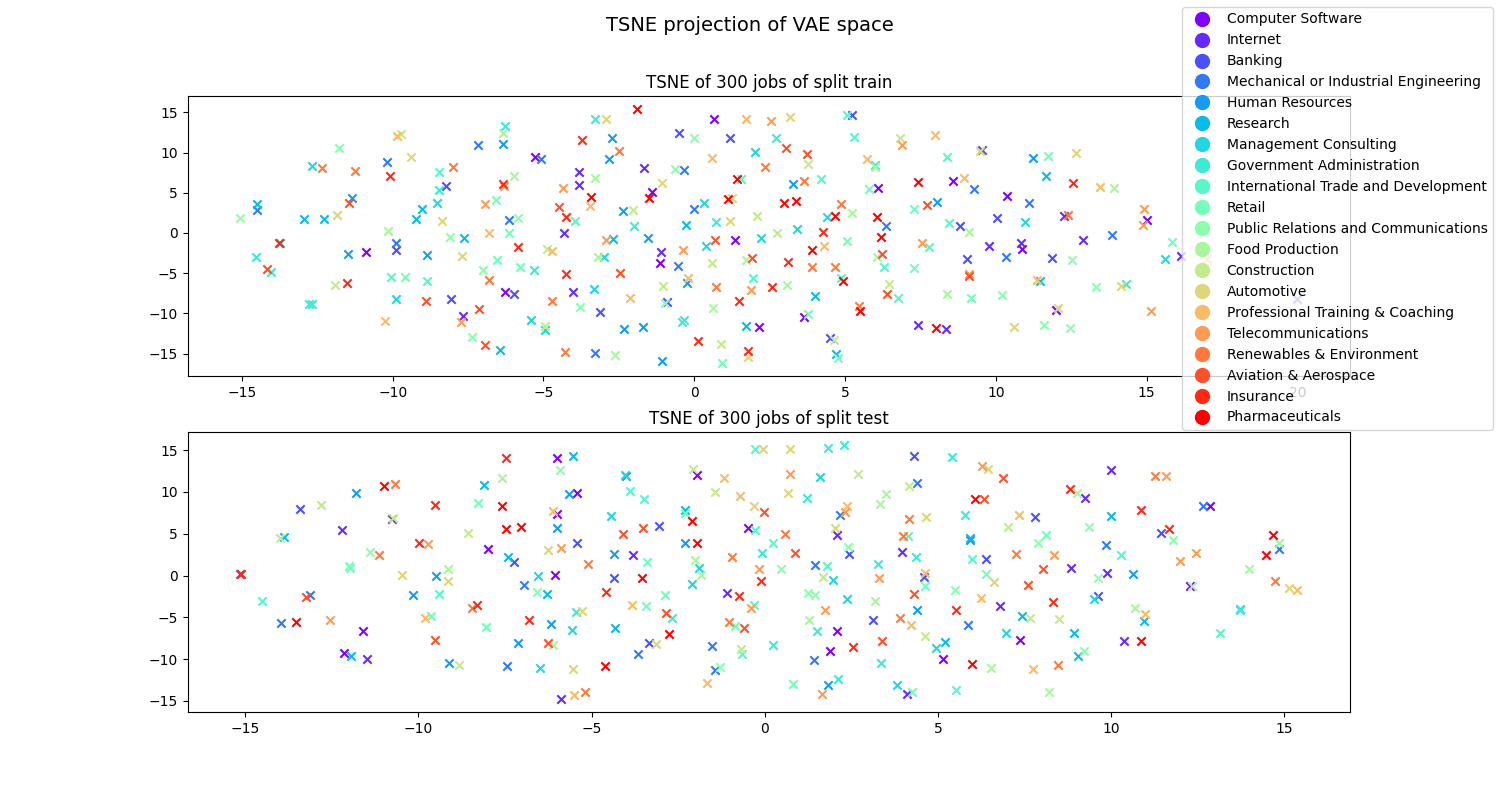 TSNE projection of VAE space
TSNE of 300 jobs of split train
15
10
5
0
−5
−10
−15
−15
−10
−5
0
5
10
15
20
Computer Software
Internet
Banking
Mechanical or Industrial Engineering
Human Resources
Research
Management Consulting
Government Administration
International Trade and Development
Retail
Public Relations and Communications
Food Production
Construction
Automotive
Professional Training & Coaching
Telecommunications
Renewables & Environment
Aviation & Aerospace
Insurance
Pharmaceuticals
TSNE of 300 jobs of split test
15
10
5
0
−5
−10
−15
−15
−10
−5
0
5
10
15